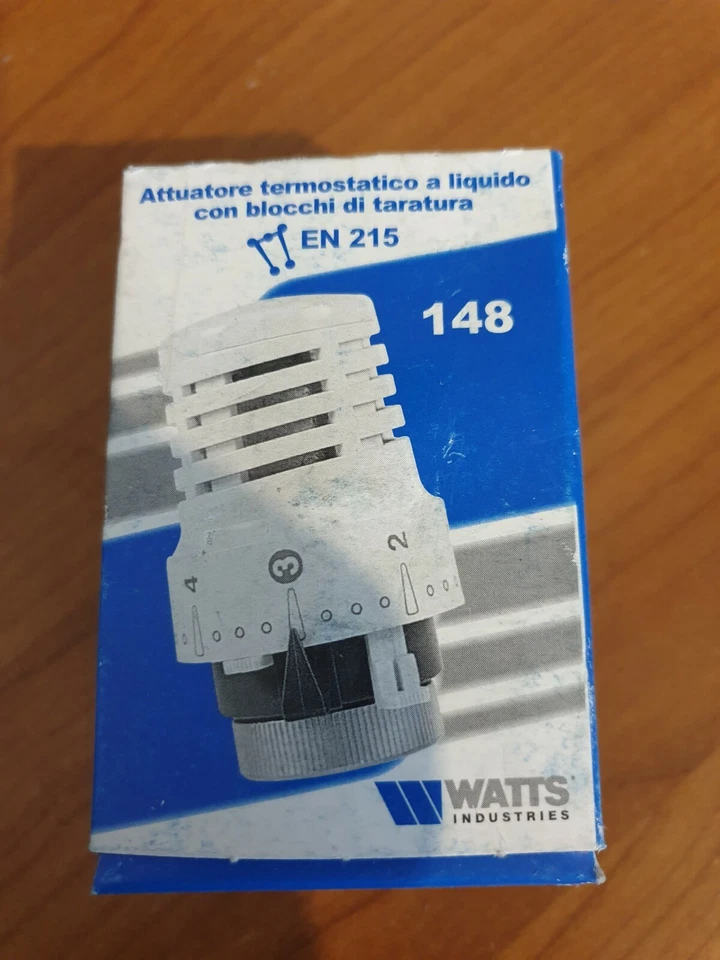 Attuatore termostatico a liquido
con blocchi di taratura
EN 215
148
4 3 2
WATTS
INDUSTRIES